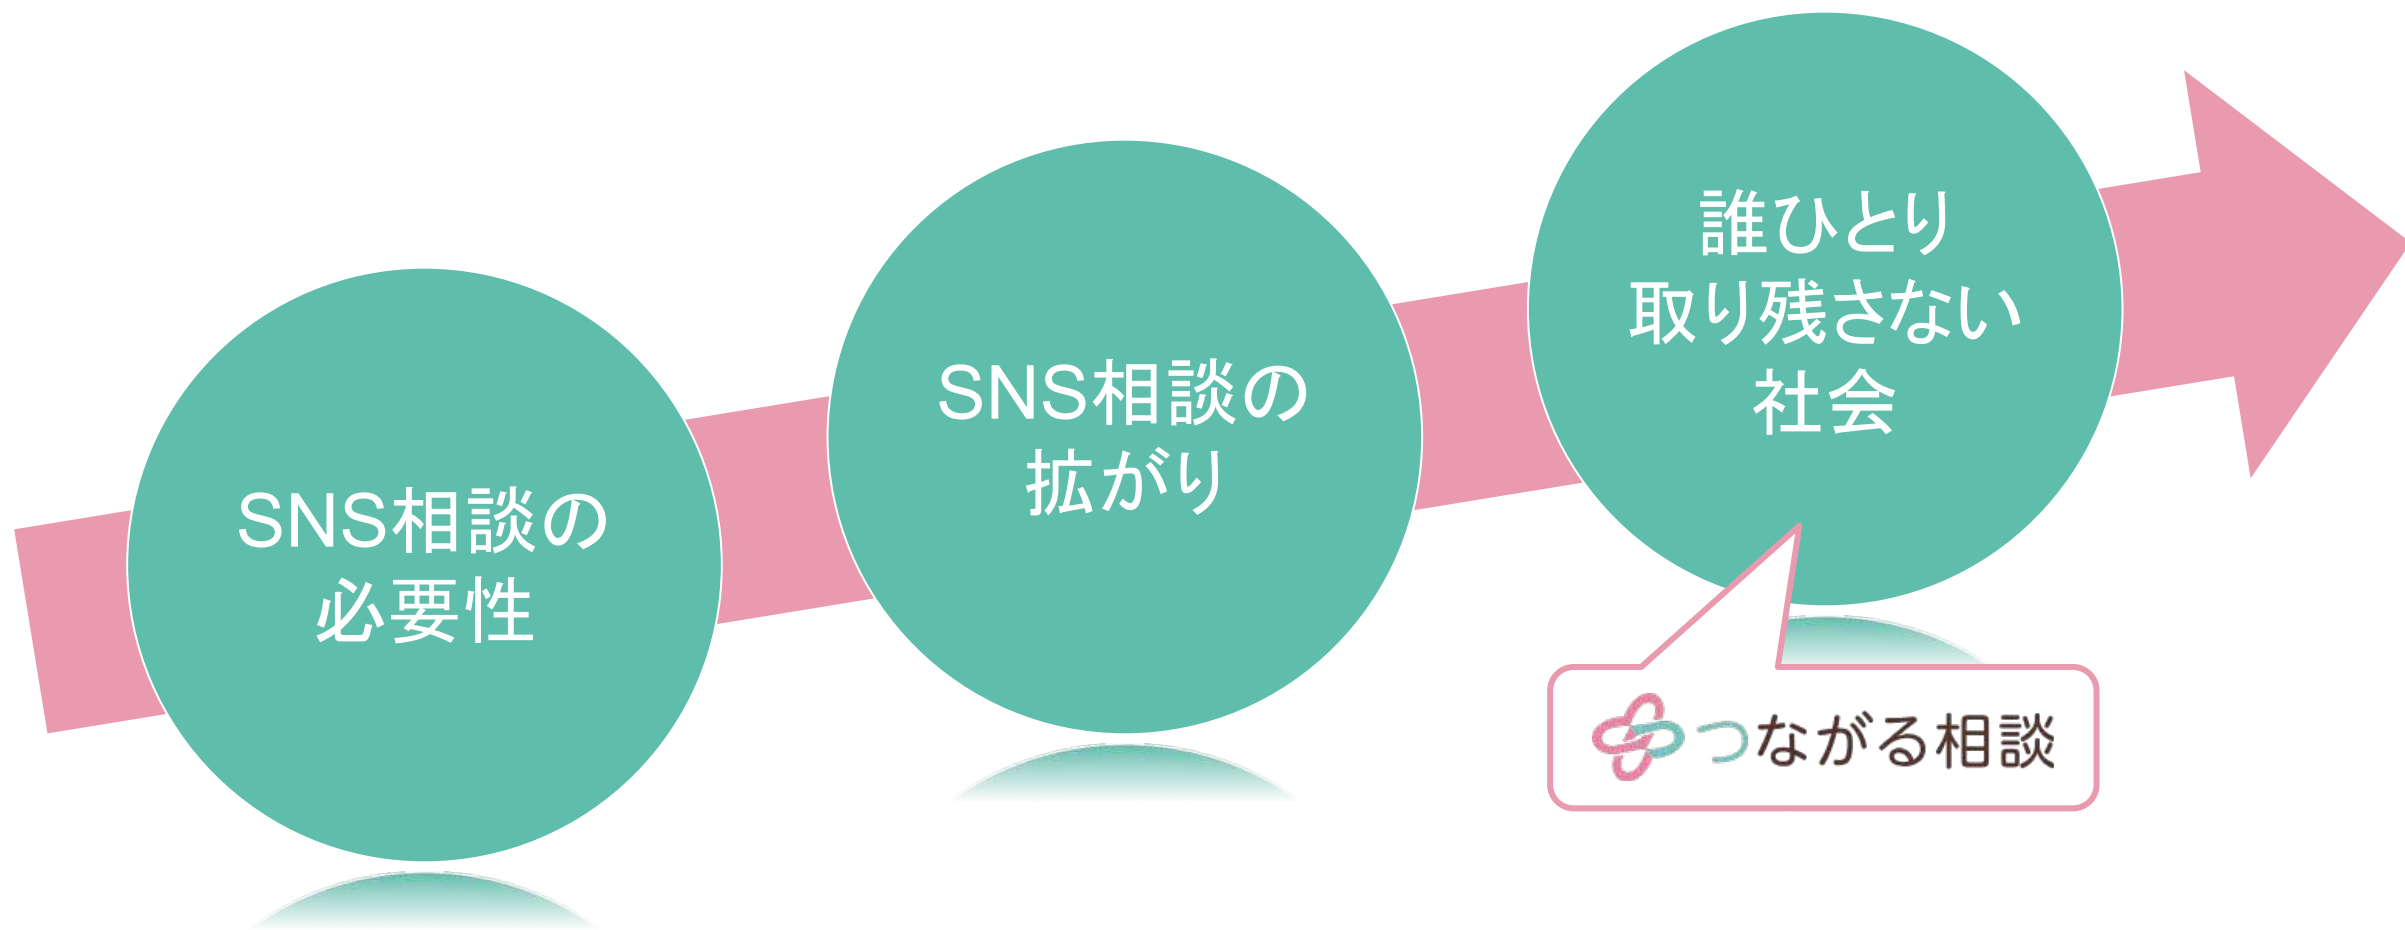 SNS相談の
必要性
SNS相談の
拡がり
誰ひとり
取り残さない
社会
つながる相談